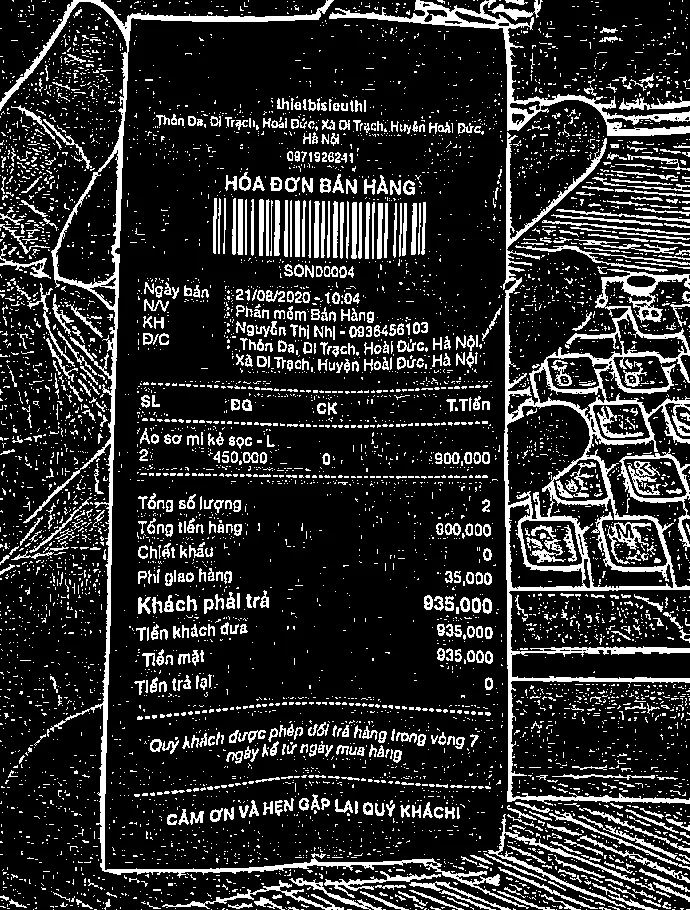 thietbisieuthi
Thôn Da, Di Trạch, Hoài Đức, Xã Di Trạch, Huyện Hoài Đức,
Hà Nội
0971926241
HÓA ĐƠN BÁN HÀNG
SON00004
Ngày bán : 21/08/2020 - 10:04
N/V : Phần mềm Bán Hàng
KH : Nguyễn Thị Nhị - 0936456103
Đ/C : Thôn Da, Di Trạch, Hoài Đức, Hà Nội,
Xã Di Trạch, Huyện Hoài Đức, Hà Nội
SL ĐG CK T.Tiền
Áo sơ mi kẻ sọc - L
2 450,000 0 900,000
Tổng số lượng 2
Tổng tiền hàng 900,000
Chiết khấu 0
Phí giao hàng 35,000
Khách phải trả 935,000
Tiền khách đưa 935,000
Tiền mặt 935,000
Tiền trả lại 0
Quý khách được phép đổi trả hàng trong vòng 7
ngày kể từ ngày mua hàng
CẢM ƠN VÀ HẸN GẶP LẠI QUÝ KHÁCH!